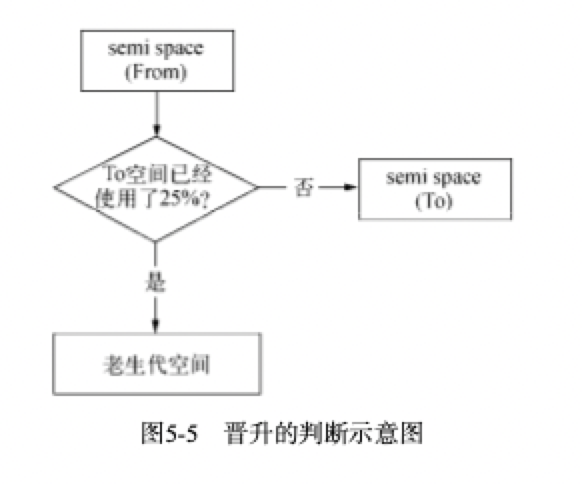 semi space
(From)
To空间已经
使用了25%?
否
semi space
(To)
是
老生代空间
图5-5 晋升的判断示意图